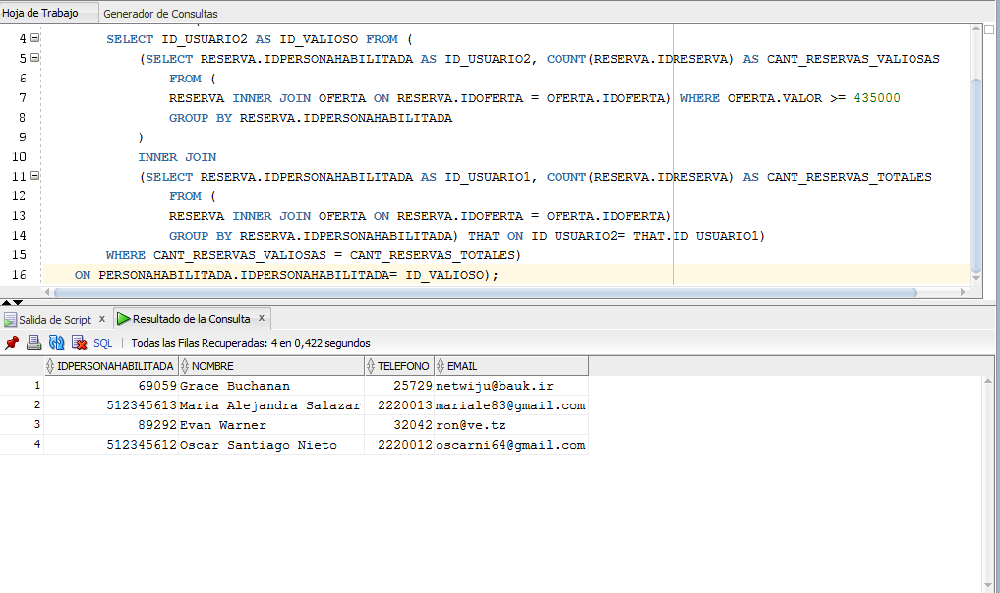 Hoja de Trabajo Generador de Consultas
(
4 SELECT ID_USUARIO2 AS ID_VALIOSO FROM (
5 (SELECT RESERVA.IDPERSONAHABILITADA AS ID_USUARIO2, COUNT(RESERVA.IDRESERVA) AS CANT_RESERVAS_VALIOSAS
6 FROM (
7 RESERVA INNER JOIN OFERTA ON RESERVA.IDOFERTA = OFERTA.IDOFERTA) WHERE OFERTA.VALOR >= 435000
8 GROUP BY RESERVA.IDPERSONAHABILITADA
9 )
10 INNER JOIN
11 (SELECT RESERVA.IDPERSONAHABILITADA AS ID_USUARIO1, COUNT(RESERVA.IDRESERVA) AS CANT_RESERVAS_TOTALES
12 FROM (
13 RESERVA INNER JOIN OFERTA ON RESERVA.IDOFERTA = OFERTA.IDOFERTA)
14 GROUP BY RESERVA.IDPERSONAHABILITADA) THAT ON ID_USUARIO2= THAT.ID_USUARIO1)
15 WHERE CANT_RESERVAS_VALIOSAS = CANT_RESERVAS_TOTALES)
16 ON PERSONAHABILITADA.IDPERSONAHABILITADA= ID_VALIOSO);
Salida de Script x Resultado de la Consulta x
SQL | Todas las Filas Recuperadas: 4 en 0,422 segundos
IDPERSONAHABILITADA NOMBRE TELEFONO EMAIL
1 69059 Grace Buchanan 25729 netwiju@bauk.ir
2 512345613 Maria Alejandra Salazar 2220013 mariale83@gmail.com
3 89292 Evan Warner 32042 ron@ve.tz
4 512345612 Oscar Santiago Nieto 2220012 oscarni64@gmail.com